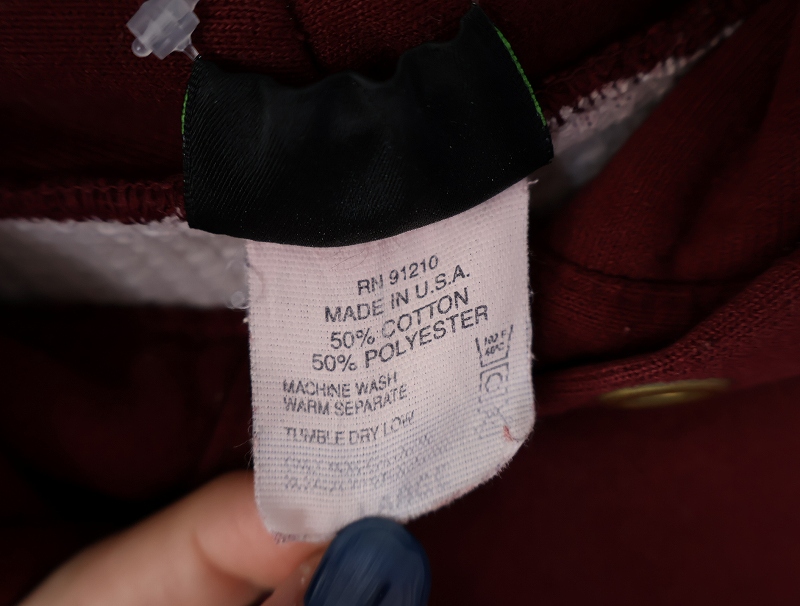 RN 91210
MADE IN U.S.A.
50% COTTON
50% POLYESTER
MACHINE WASH
WARM SEPARATE
TUMBLE DRY LOW